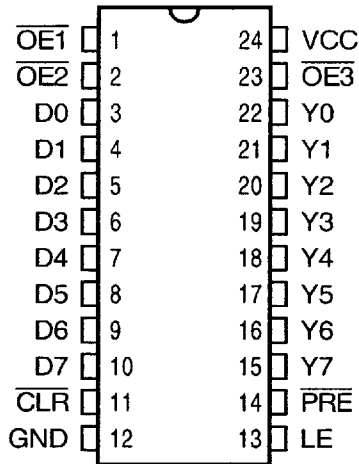 OE1 1 24 VCC
OE2 2 23 OE3
D0 3 22 Y0
D1 4 21 Y1
D2 5 20 Y2
D3 6 19 Y3
D4 7 18 Y4
D5 8 17 Y5
D6 9 16 Y6
D7 10 15 Y7
CLR 11 14 PRE
GND 12 13 LE